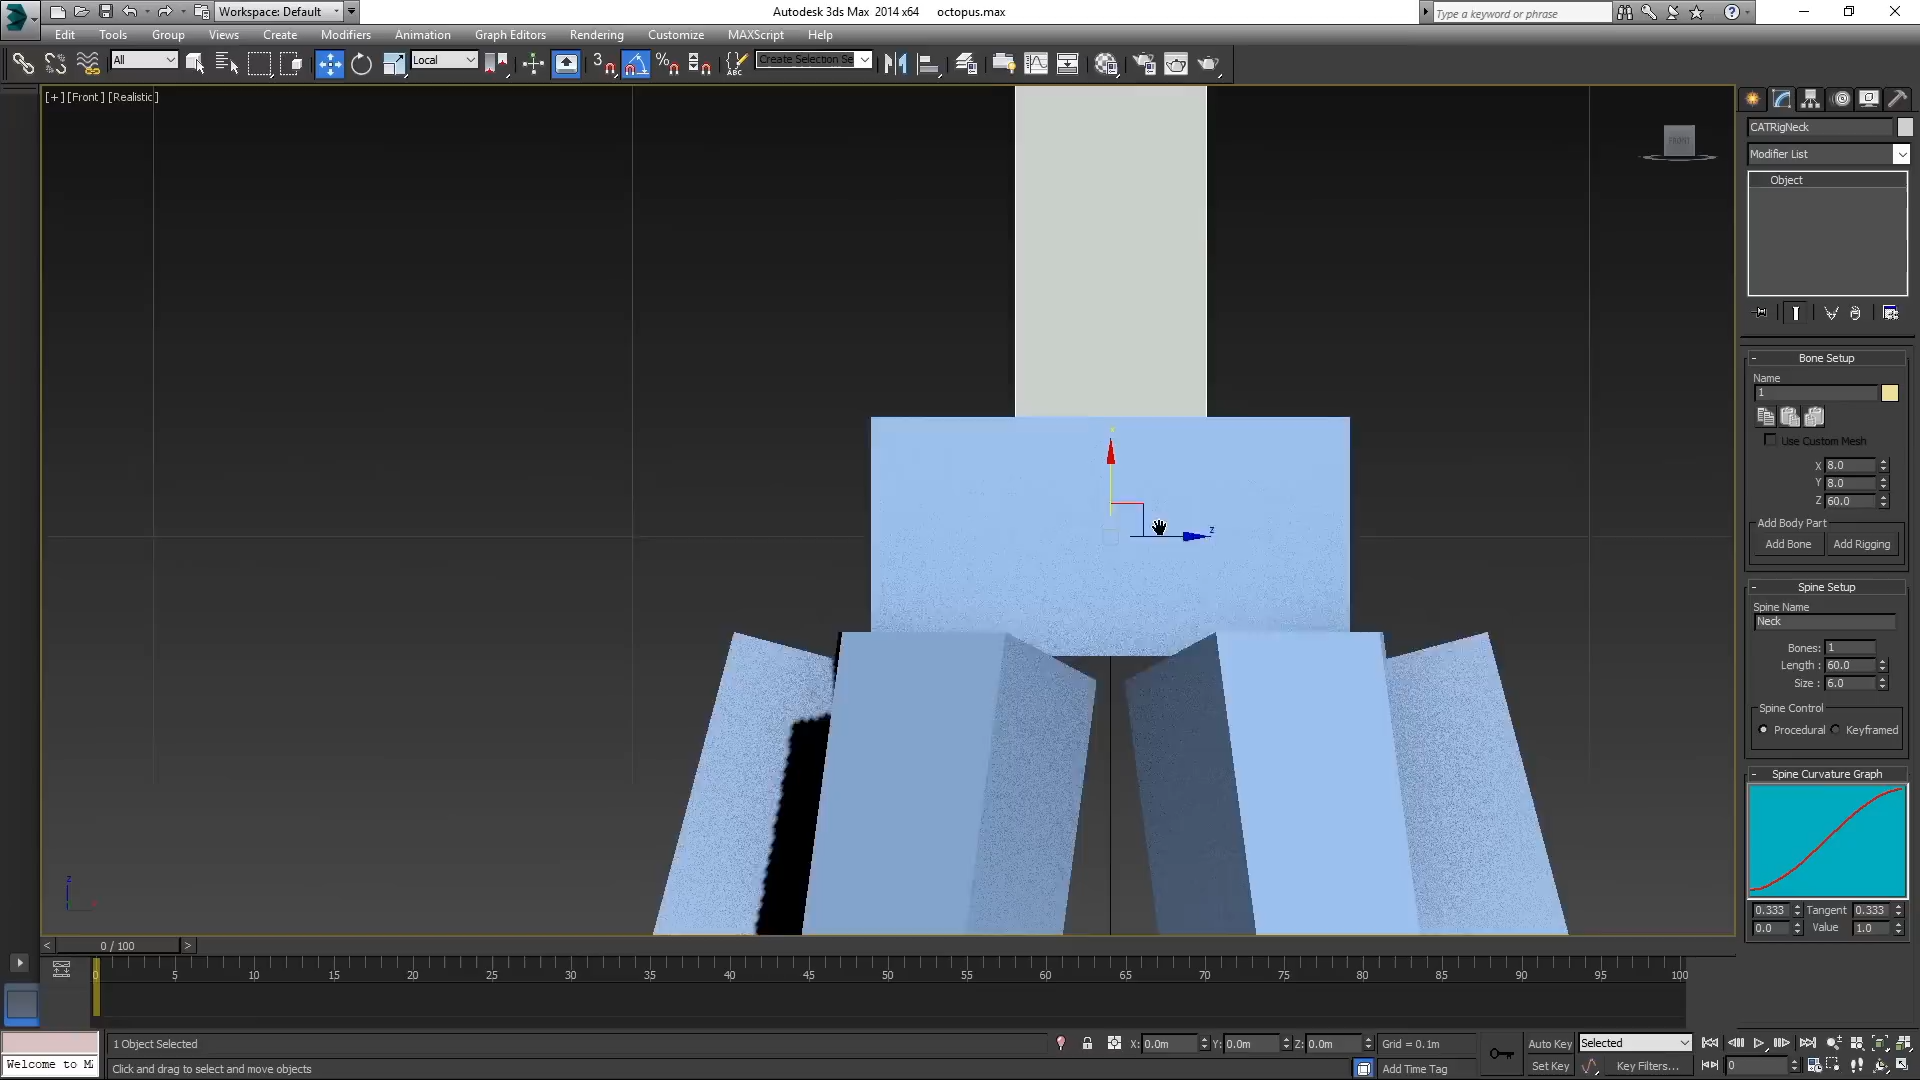 Workspace: Default
Autodesk 3ds Max 2014 x64 octopus.max
Type a keyword or phrase
Edit Tools Group Views Create Modifiers Animation Graph Editors Rendering Customize MAXScript Help
All
Local
3
%
ABC
Create Selection Se
[+] [Front] [Realistic]
FRONT
CATRigNeck
Modifier List
Object
- Bone Setup
Name
1
Use Custom Mesh
X 8.0
Y 8.0
Z 60.0
Add Body Part
Add Bone Add Rigging
- Spine Setup
Spine Name
Neck
Bones: 1
Length : 60.0
Size : 6.0
Spine Control
Procedural Keyframed
- Spine Curvature Graph
0.333 Tangent 0.333
0.0 Value 1.0
z
z
< 0 / 100 >
0 5 10 15 20 25 30 35 40 45 50 55 60 65 70 75 80 85 90 95 100
1 Object Selected
X: 0.0m Y: 0.0m Z: 0.0m Grid = 0.1m
Auto Key Selected
Welcome to M
Click and drag to select and move objects
Add Time Tag
Set Key Key Filters...
0